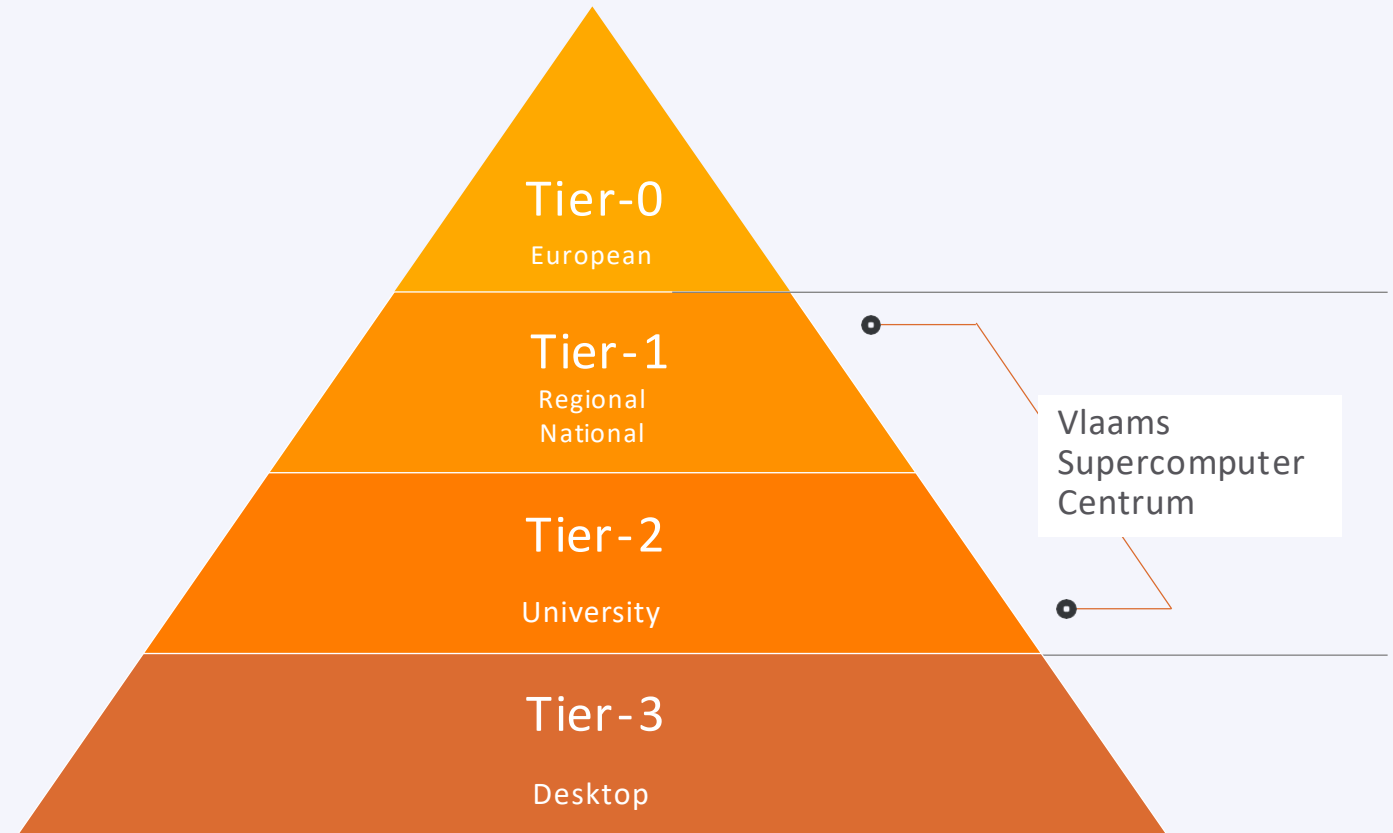 Tier-0
European
Tier-1
Regional
National
Tier-2
University
Tier-3
Desktop
Vlaams
Supercomputer
Centrum